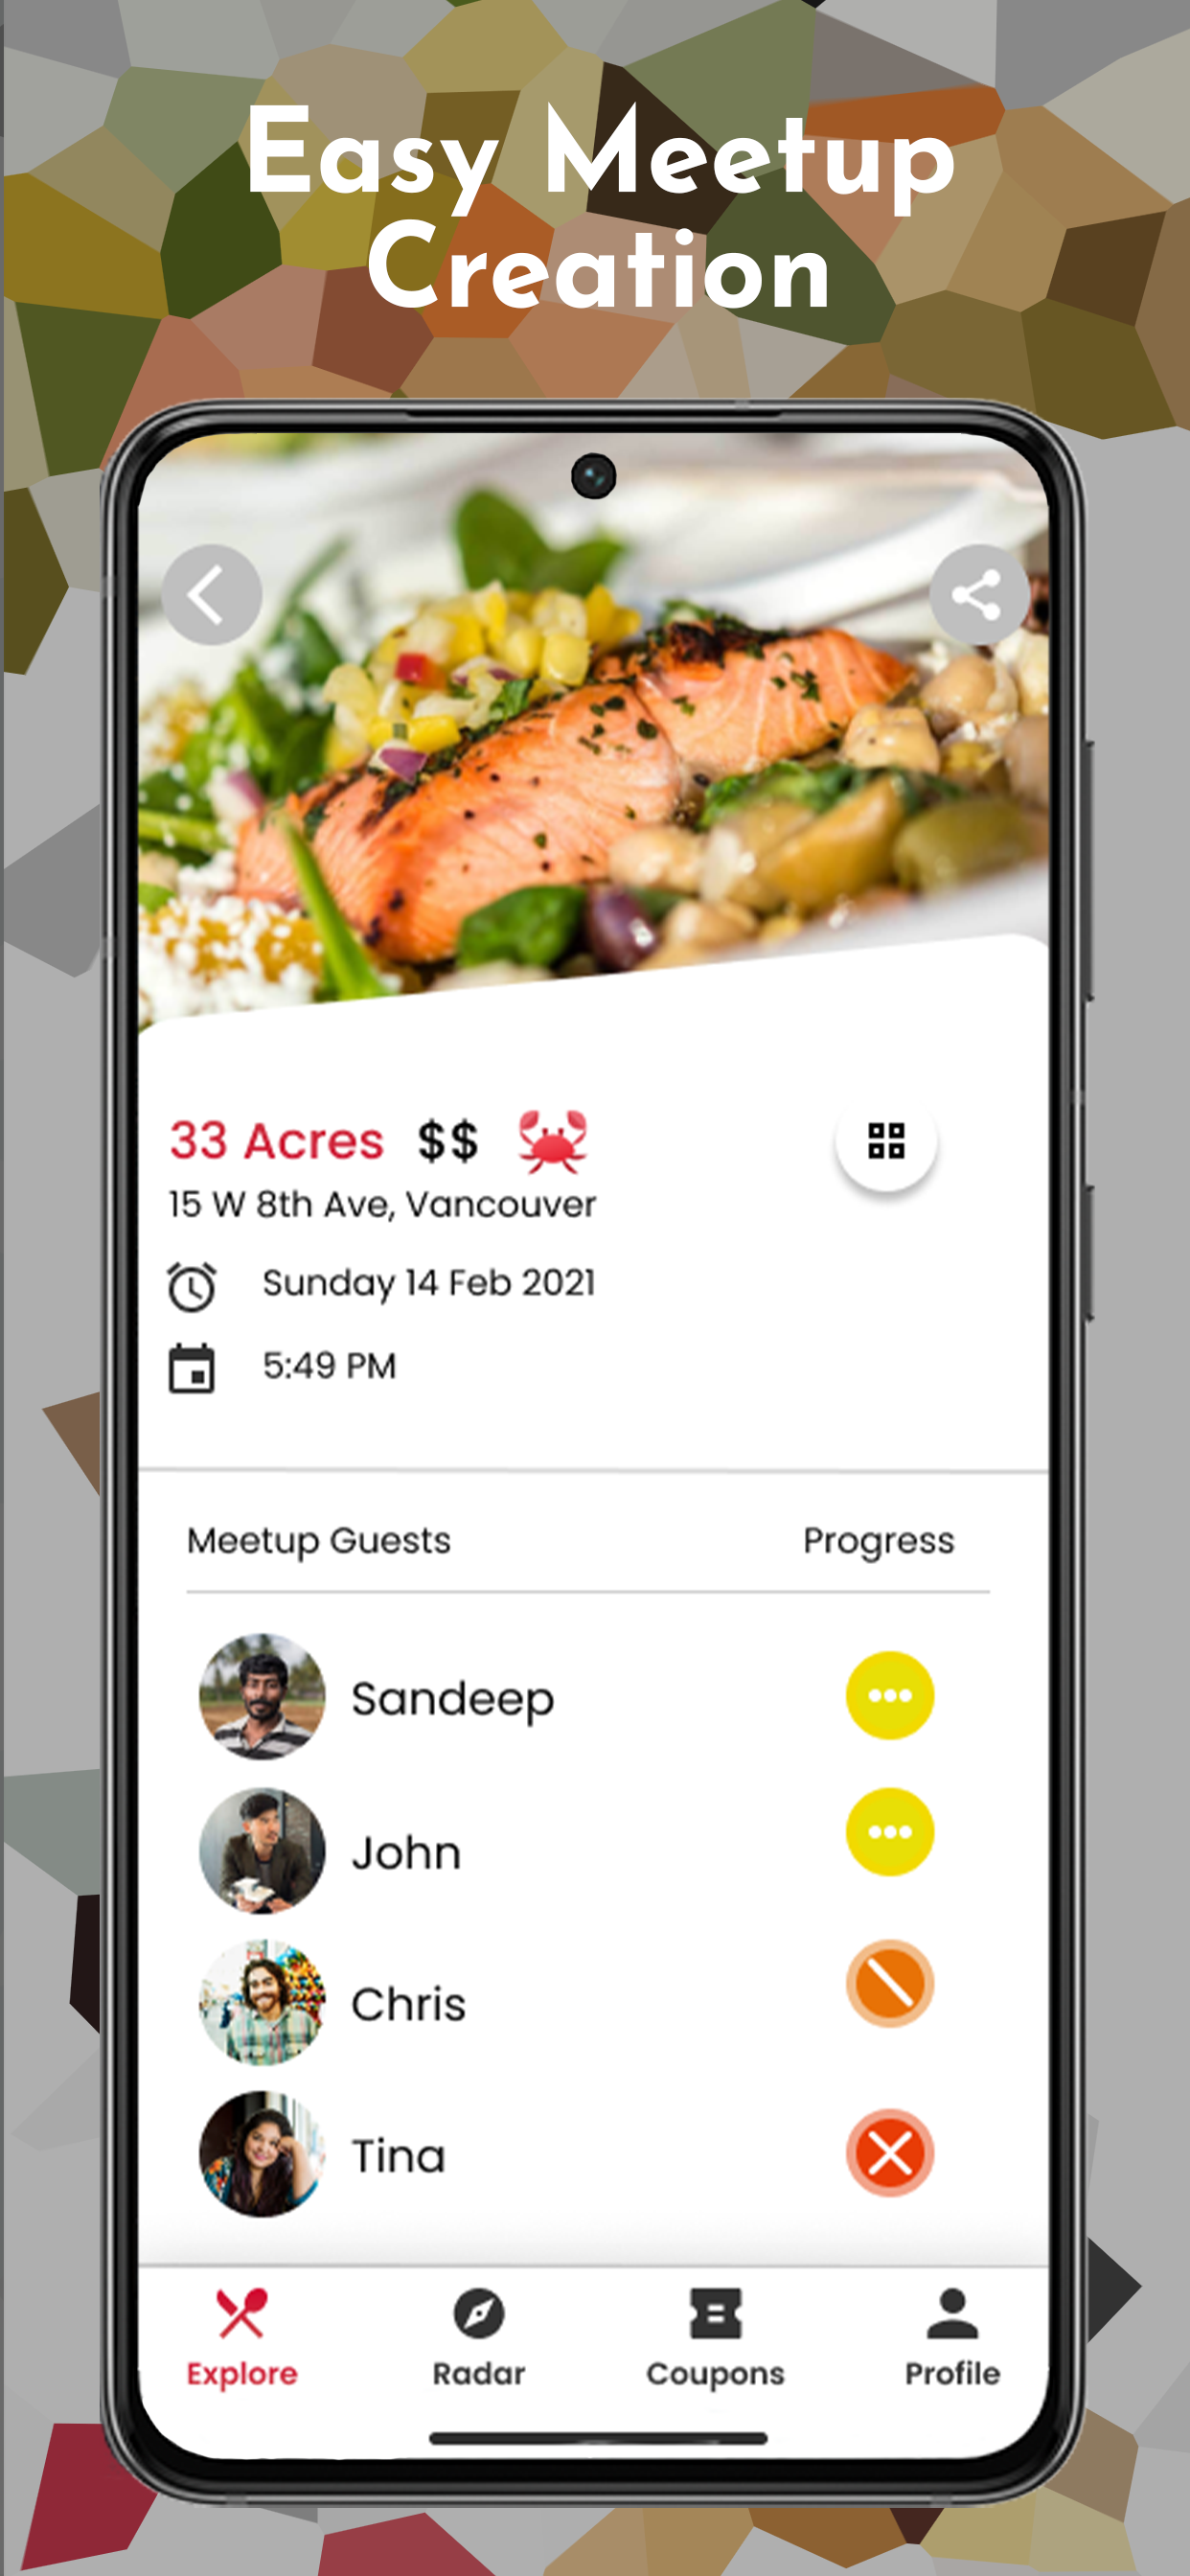 Easy Meetup
Creation
33 Acres $$
15 W 8th Ave, Vancouver
Sunday 14 Feb 2021
5:49 PM
Meetup Guests Progress
Sandeep
John
Chris
Tina
Explore Radar Coupons Profile